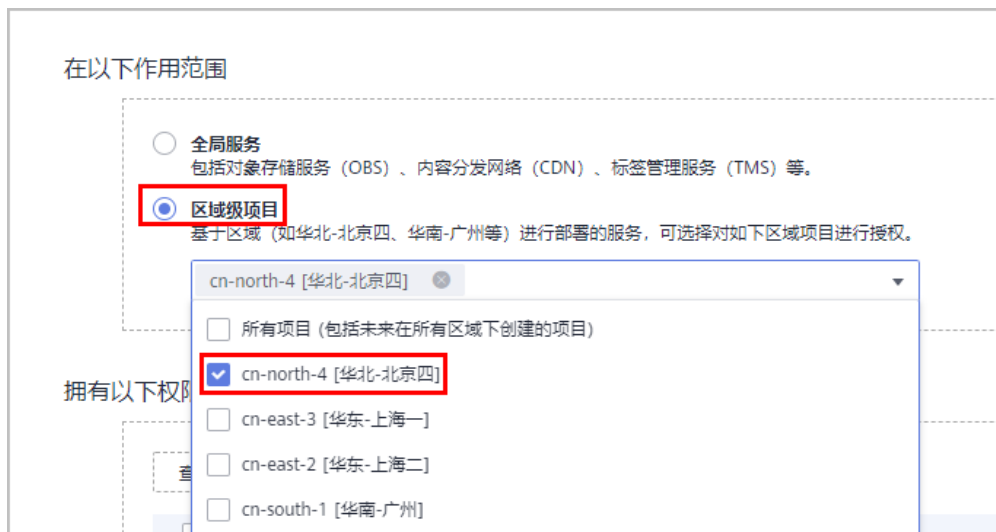 在以下作用范围
全局服务
包括对象存储服务（OBS）、内容分发网络（CDN）、标签管理服务（TMS）等。
区域级项目
基于区域（如华北-北京四、华南-广州等）进行部署的服务，可选择对如下区域项目进行授权。
cn-north-4 [华北-北京四]
所有项目 (包括未来在所有区域下创建的项目)
cn-north-4 [华北-北京四]
拥有以下权限
cn-east-3 [华东-上海一]
cn-east-2 [华东-上海二]
查
cn-south-1 [华南-广州]